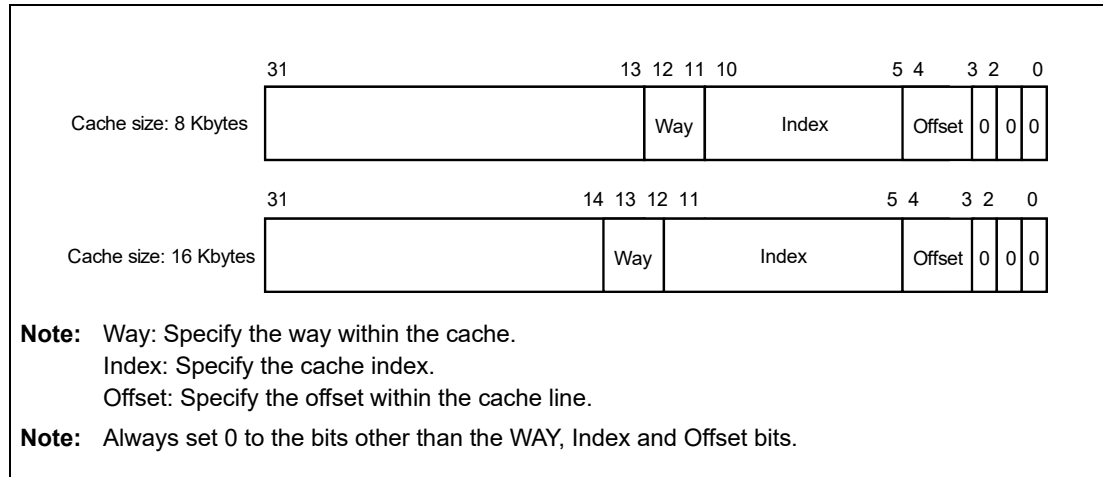 31 13 12 11 10 5 4 3 2 0
Cache size: 8 Kbytes Way Index Offset 0 0 0
31 14 13 12 11 5 4 3 2 0
Cache size: 16 Kbytes Way Index Offset 0 0 0
Note: Way: Specify the way within the cache.
Index: Specify the cache index.
Offset: Specify the offset within the cache line.
Note: Always set 0 to the bits other than the WAY, Index and Offset bits.